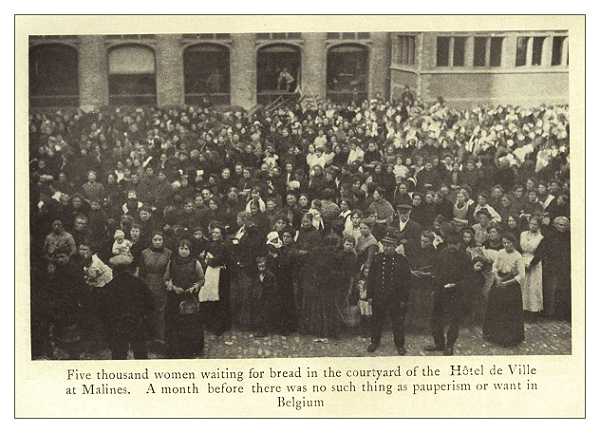 Five thousand women waiting for bread in the courtyard of the Hôtel de Ville
at Malines. A month before there was no such thing as pauperism or want in
Belgium